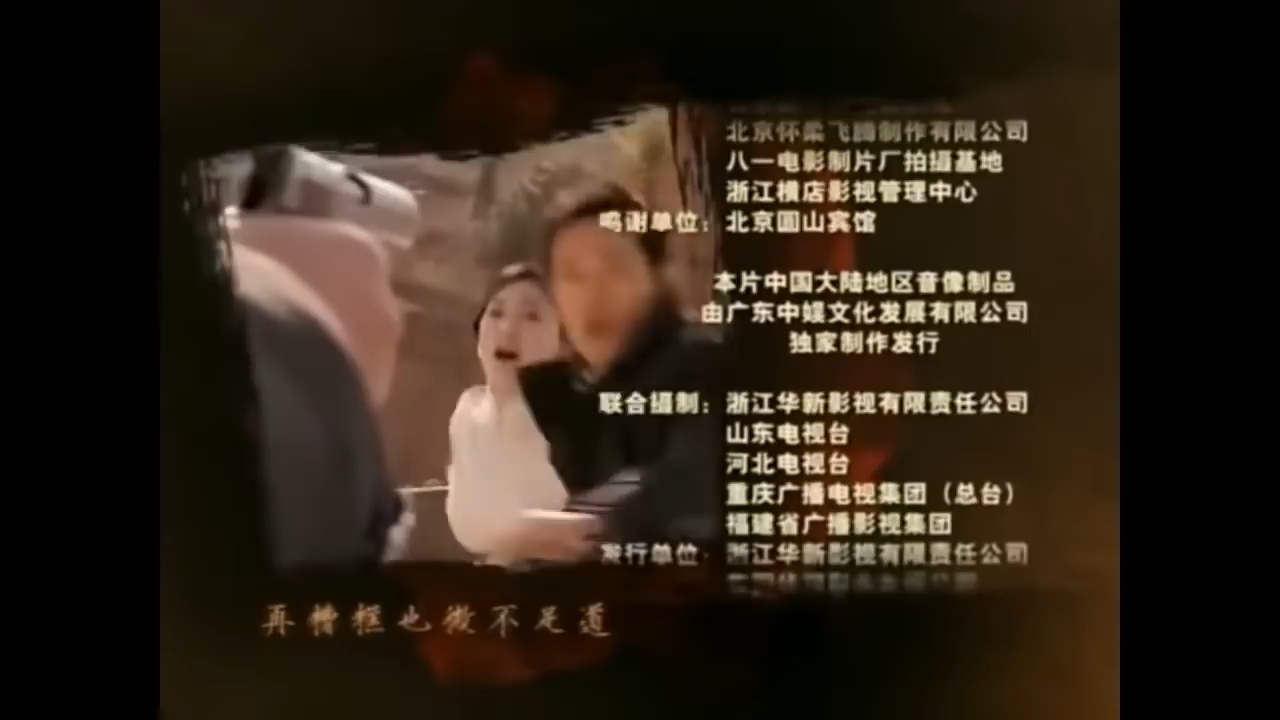 北京怀柔飞腾制作有限公司
八一电影制片厂拍摄基地
浙江横店影视管理中心
鸣谢单位：北京圆山宾馆
本片中国大陆地区音像制品
由广东中媞文化发展有限公司
独家制作发行
联合摄制：浙江华新影视有限责任公司
山东电视台
河北电视台
重庆广播电视集团（总台）
福建省广播影视集团
发行单位：浙江华新影视有限责任公司
再糟糕也微不足道